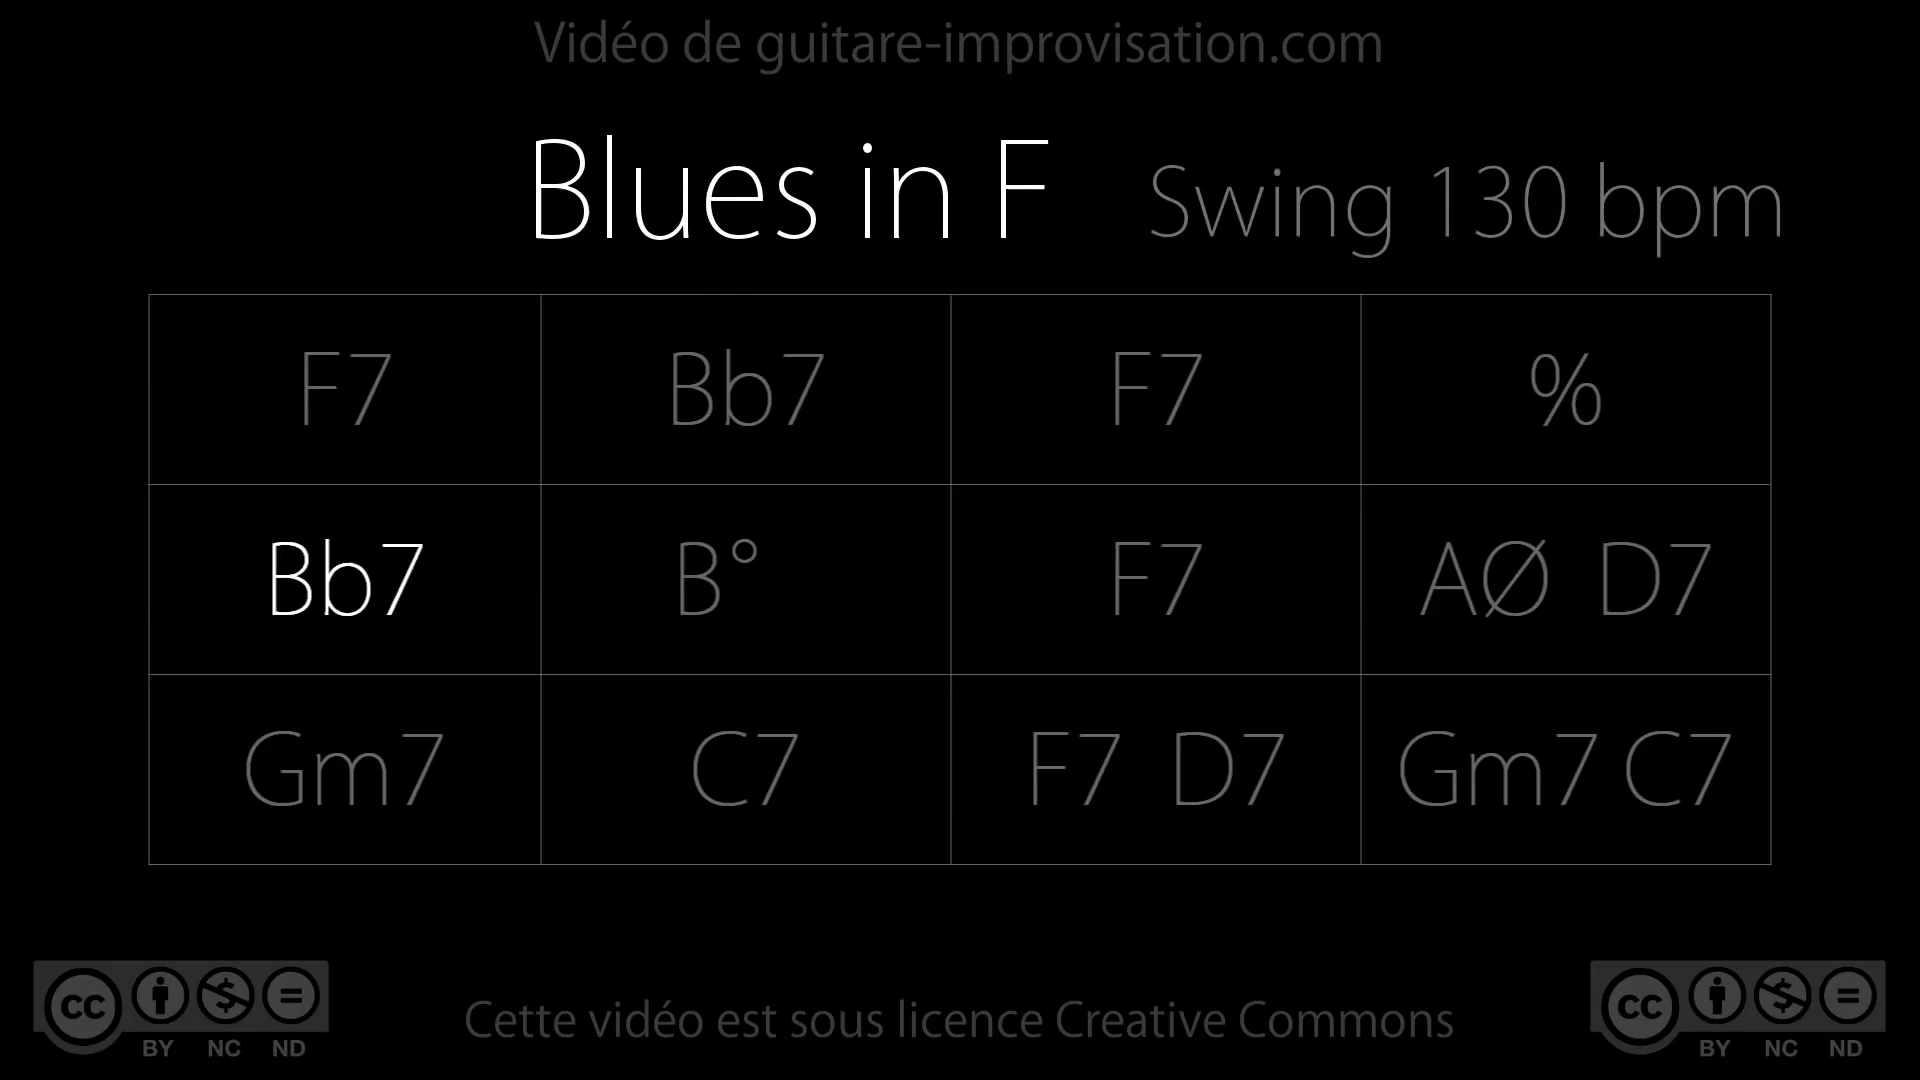 Vidéo de guitare-improvisation.com
Blues in F Swing 130 bpm
F7 Bb7 F7 %
Bb7 B° F7 AØ D7
Gm7 C7 F7 D7 Gm7 C7
cc BY NC ND
Cette vidéo est sous licence Creative Commons
cc BY NC ND